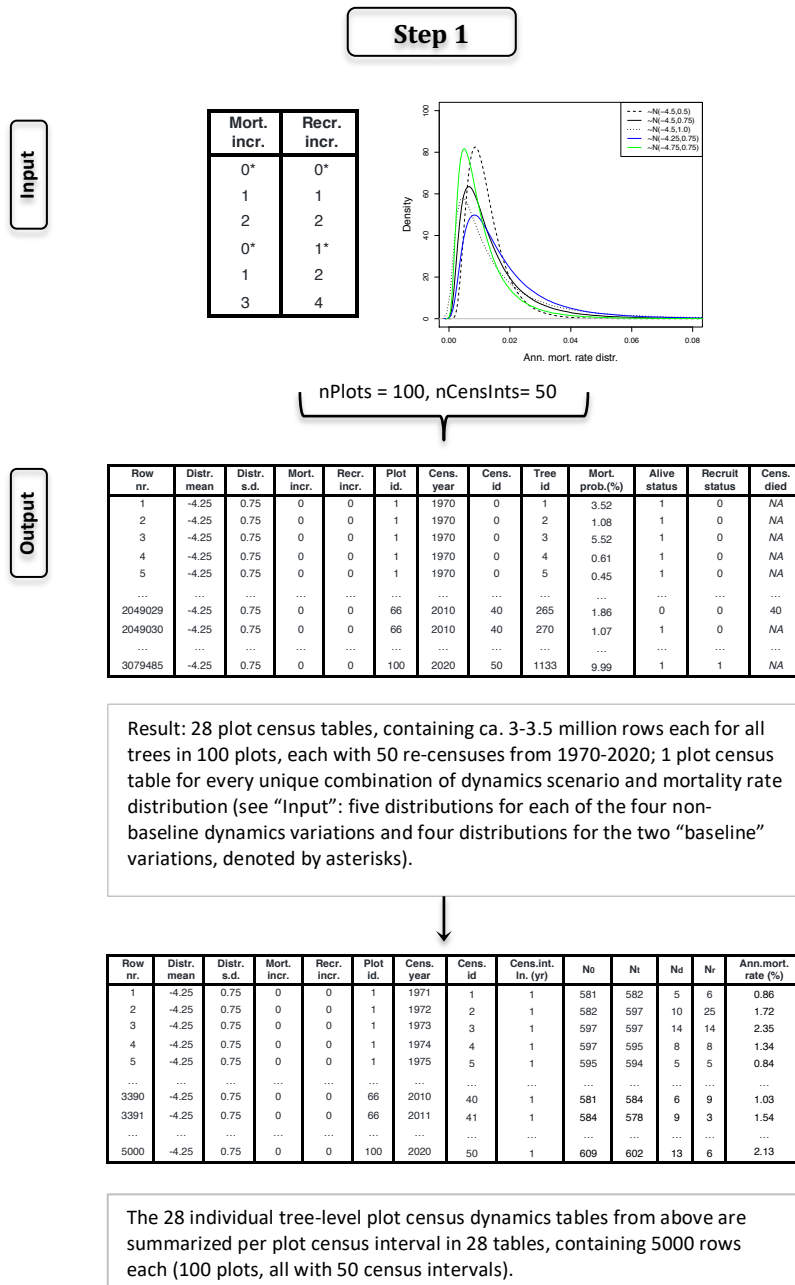 Step 1
Input
Mort. incr. Recr. incr.
0* 0*
1 1
2 2
0* 1*
1 2
3 4
Density
0 20 40 60 80 100
0.00 0.02 0.04 0.06 0.08
Ann. mort. rate distr.
~N(−4.5,0.5)
~N(−4.5,0.75)
~N(−4.5,1.0)
~N(−4.25,0.75)
~N(−4.75,0.75)
nPlots = 100, nCensInts= 50
Output
Row nr. Distr. mean Distr. s.d. Mort. incr. Recr. incr. Plot id. Cens. year Cens. id Tree id Mort. prob.(%) Alive status Recruit status Cens. died
1 -4.25 0.75 0 0 1 1970 0 1 3.52 1 0 NA
2 -4.25 0.75 0 0 1 1970 0 2 1.08 1 0 NA
3 -4.25 0.75 0 0 1 1970 0 3 5.52 1 0 NA
4 -4.25 0.75 0 0 1 1970 0 4 0.61 1 0 NA
5 -4.25 0.75 0 0 1 1970 0 5 0.45 1 0 NA
... ... ... ... ... ... ... ... ... ... ... ... ...
2049029 -4.25 0.75 0 0 66 2010 40 265 1.86 0 0 40
2049030 -4.25 0.75 0 0 66 2010 40 270 1.07 1 0 NA
... ... ... ... ... ... ... ... ... ... ... ... ...
3079485 -4.25 0.75 0 0 100 2020 50 1133 9.99 1 1 NA
Result: 28 plot census tables, containing ca. 3-3.5 million rows each for all
trees in 100 plots, each with 50 re-censuses from 1970-2020; 1 plot census
table for every unique combination of dynamics scenario and mortality rate
distribution (see “Input”: five distributions for each of the four non-
baseline dynamics variations and four distributions for the two “baseline”
variations, denoted by asterisks).
Row nr. Distr. mean Distr. s.d. Mort. incr. Recr. incr. Plot id. Cens. year Cens. id Cens.int. ln. (yr) N0 Nt Nd Nr Ann.mort. rate (%)
1 -4.25 0.75 0 0 1 1971 1 1 581 582 5 6 0.86
2 -4.25 0.75 0 0 1 1972 2 1 582 597 10 25 1.72
3 -4.25 0.75 0 0 1 1973 3 1 597 597 14 14 2.35
4 -4.25 0.75 0 0 1 1974 4 1 597 595 8 8 1.34
5 -4.25 0.75 0 0 1 1975 5 1 595 594 5 5 0.84
... ... ... ... ... ... ... ... ... ... ... ... ... ...
3390 -4.25 0.75 0 0 66 2010 40 1 581 584 6 9 1.03
3391 -4.25 0.75 0 0 66 2011 41 1 584 578 9 3 1.54
... ... ... ... ... ... ... ... ... ... ... ... ... ...
5000 -4.25 0.75 0 0 100 2020 50 1 609 602 13 6 2.13
The 28 individual tree-level plot census dynamics tables from above are
summarized per plot census interval in 28 tables, containing 5000 rows
each (100 plots, all with 50 census intervals).